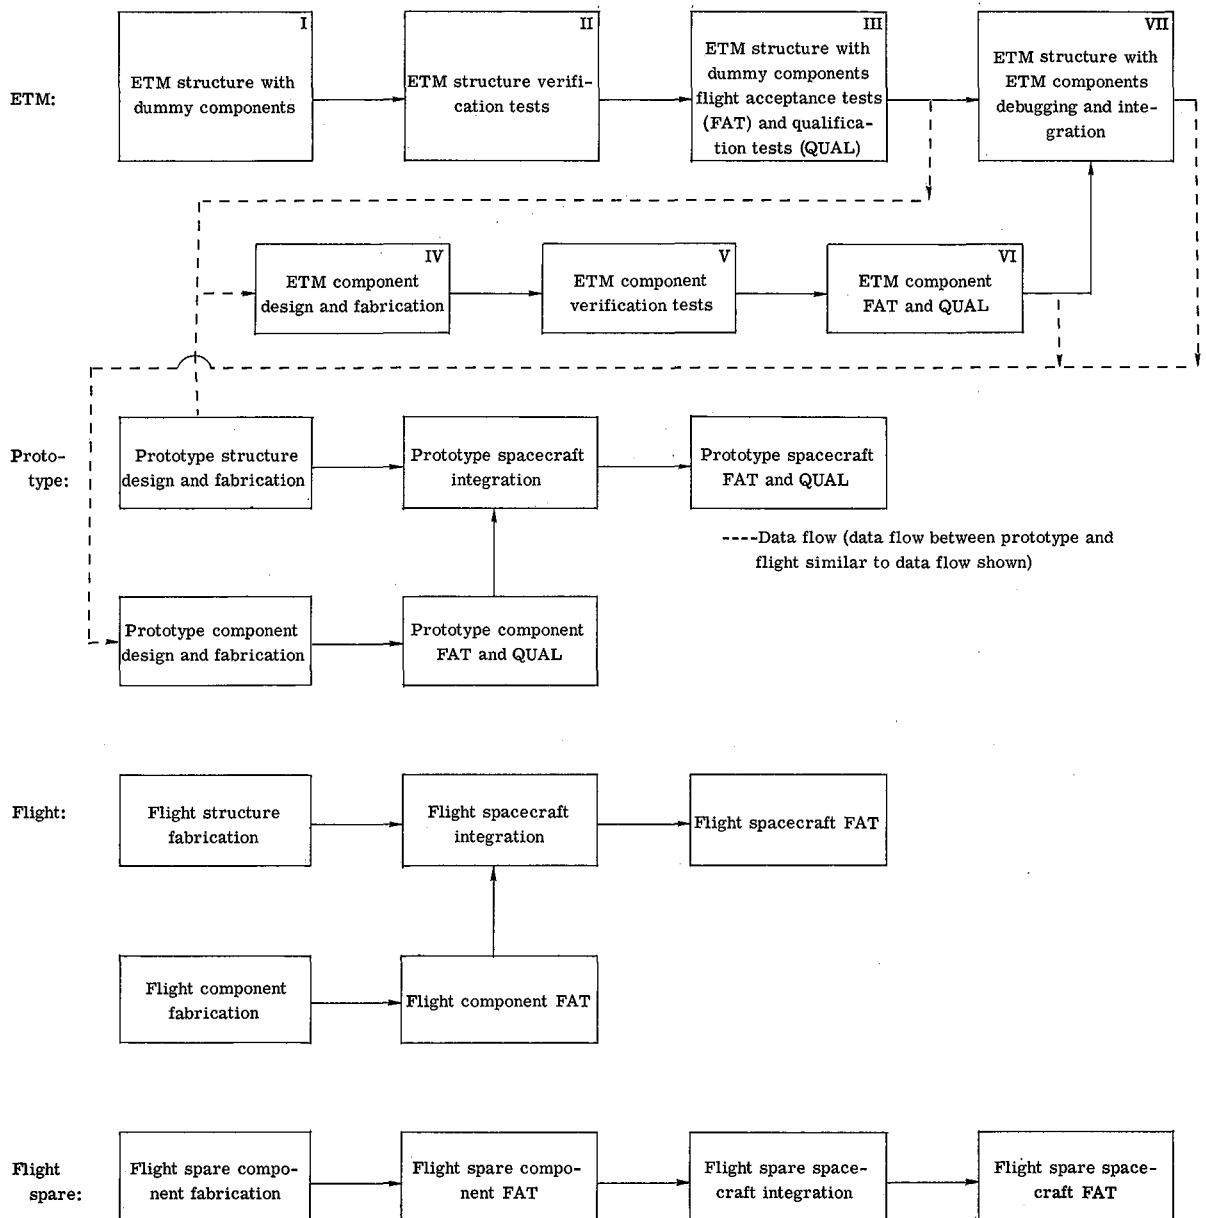 ETM:
I
ETM structure with
dummy components
II
ETM structure verifi-
cation tests
III
ETM structure with
dummy components
flight acceptance tests
(FAT) and qualifica-
tion tests (QUAL)
VII
ETM structure with
ETM components
debugging and inte-
gration
IV
ETM component
design and fabrication
V
ETM component
verification tests
VI
ETM component
FAT and QUAL
Proto-
type:
Prototype structure
design and fabrication
Prototype spacecraft
integration
Prototype spacecraft
FAT and QUAL
----Data flow (data flow between prototype and
flight similar to data flow shown)
Prototype component
design and fabrication
Prototype component
FAT and QUAL
Flight:
Flight structure
fabrication
Flight spacecraft
integration
Flight spacecraft FAT
Flight component
fabrication
Flight component FAT
Flight
spare:
Flight spare compo-
nent fabrication
Flight spare compo-
nent FAT
Flight spare space-
craft integration
Flight spare space-
craft FAT